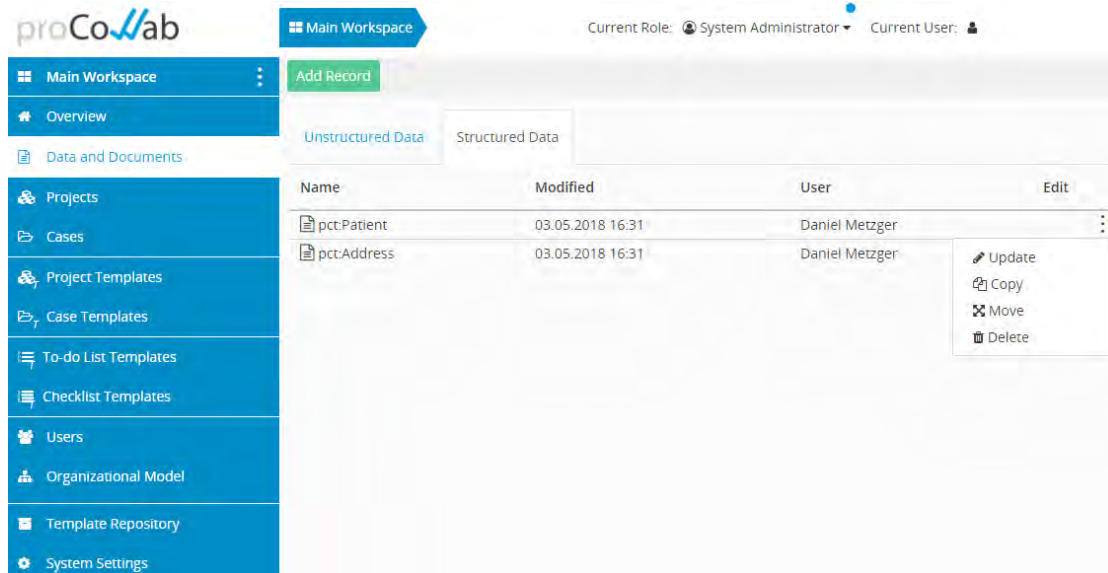 proCollab
Main Workspace
Current Role: System Administrator Current User:
Main Workspace
Add Record
Overview
Unstructured Data Structured Data
Data and Documents
Name Modified User Edit
Projects
pct:Patient 03.05.2018 16:31 Daniel Metzger
Cases
pct:Address 03.05.2018 16:31 Daniel Metzger
Update
Copy
Move
Delete
Project Templates
Case Templates
To-do List Templates
Checklist Templates
Users
Organizational Model
Template Repository
System Settings